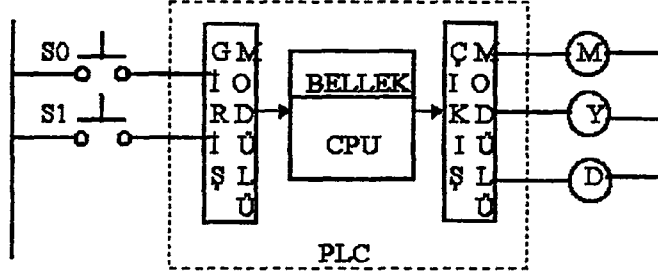 S0
S1
GİRİŞ MODÜLÜ
BELLEK
CPU
ÇIKIŞ MODÜLÜ
M
Y
D
PLC